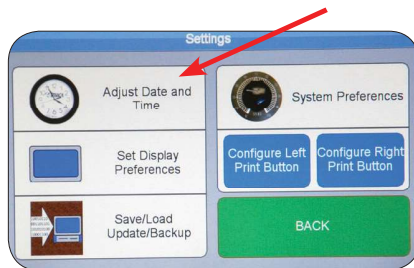 Settings
Adjust Date and
Time
System Preferences
Set Display
Preferences
Configure Left
Print Button
Configure Right
Print Button
Save/Load
Update/Backup
BACK